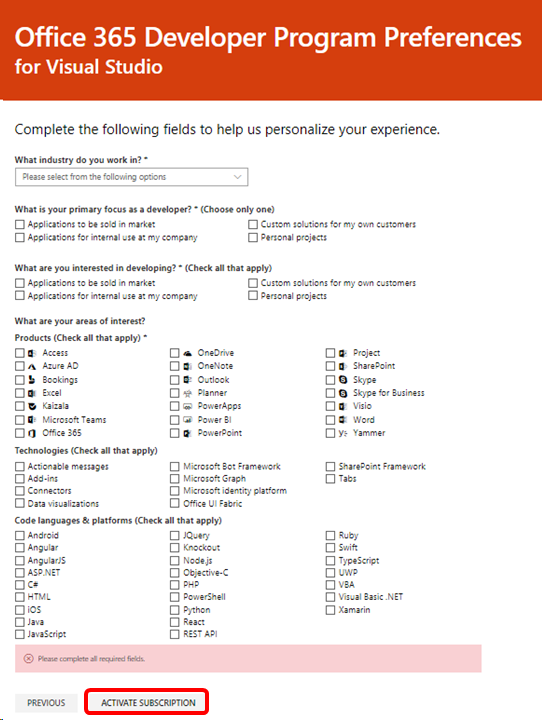 Office 365 Developer Program Preferences
for Visual Studio
Complete the following fields to help us personalize your experience.
What industry do you work in? *
Please select from the following options
What is your primary focus as a developer? * (Choose only one)
Applications to be sold in market Custom solutions for my own customers
Applications for internal use at my company Personal projects
What are you interested in developing? * (Check all that apply)
Applications to be sold in market Custom solutions for my own customers
Applications for internal use at my company Personal projects
What are your areas of interest?
Products (Check all that apply) *
Access OneDrive Project
Azure AD OneNote SharePoint
Bookings Outlook Skype
Excel Planner Skype for Business
Kaizala PowerApps Visio
Microsoft Teams Power BI Word
Office 365 PowerPoint Yammer
Technologies (Check all that apply)
Actionable messages Microsoft Bot Framework SharePoint Framework
Add-ins Microsoft Graph Tabs
Connectors Microsoft identity platform
Data visualizations Office UI Fabric
Code languages & platforms (Check all that apply)
Android JQuery Ruby
Angular Knockout Swift
AngularJS Node.js TypeScript
ASP.NET Objective-C UWP
C# PHP VBA
HTML PowerShell Visual Basic .NET
iOS Python Xamarin
Java React
JavaScript REST API
Please complete all required fields.
PREVIOUS ACTIVATE SUBSCRIPTION